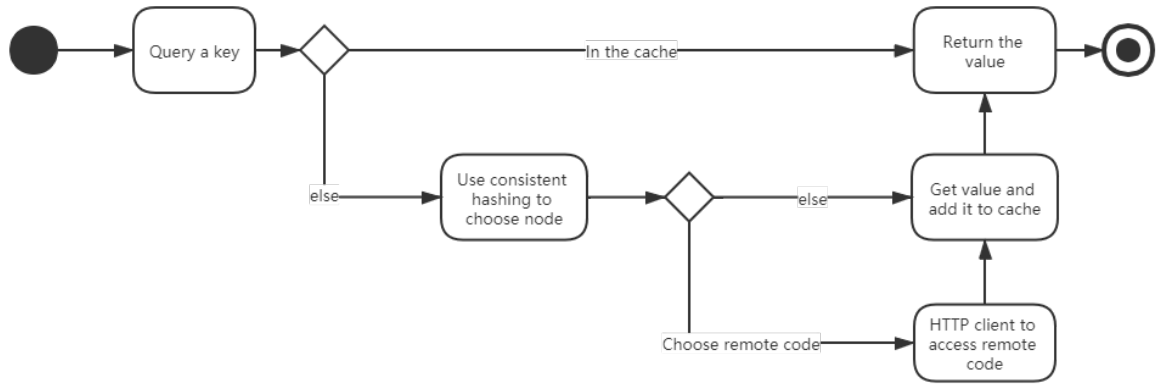 Query a key
In the cache
Return the
value
else
Use consistent
hashing to
choose node
else
Get value and
add it to cache
Choose remote code
HTTP client to
access remote
code